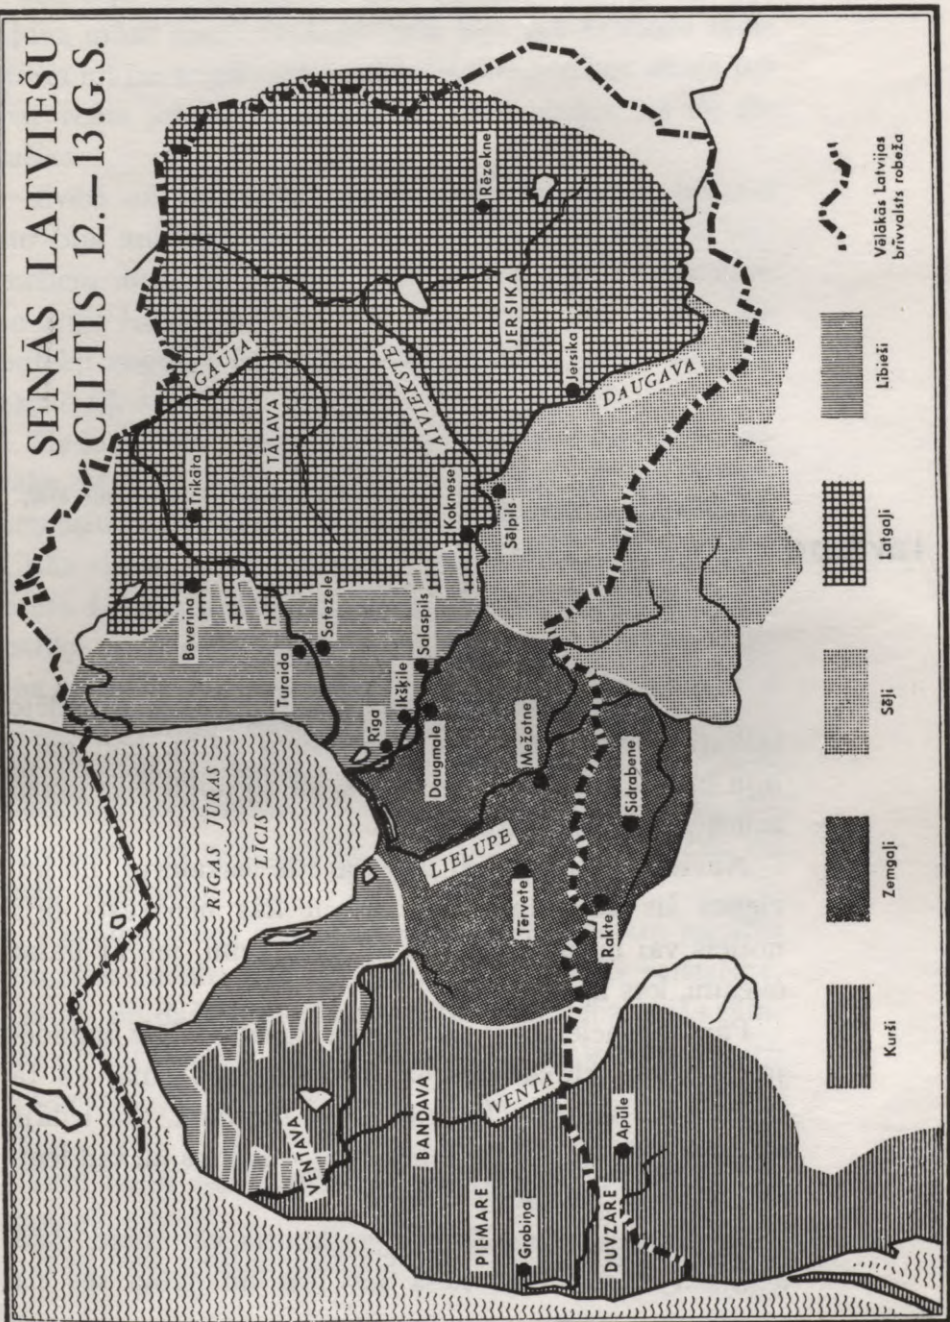 SENĀS LATVIEŠU
CILTIS 12.–13.G.S.
RĪGAS JŪRAS
LĪCIS
GAUJA
Trikāta
TĀLAVA
Beverina
Turaida
Satezele
AIVIEKSTE
Rēzekne
JERSIKA
Jersika
DAUGAVA
Koknese
Sēlpils
Salaspils
Ikšķile
Rīga
Daugmale
Mežotne
LIELUPE
Sidrabene
Tērvete
Rakte
VENTAVA
BANDAVA
VENTA
PIEMARE
Grobiņa
DUVZARE
Apūle
Kurši
Zemgaļi
Sēļi
Latgaļi
Lībieši
Vēlākās Latvijas
brīvvalsts robeža